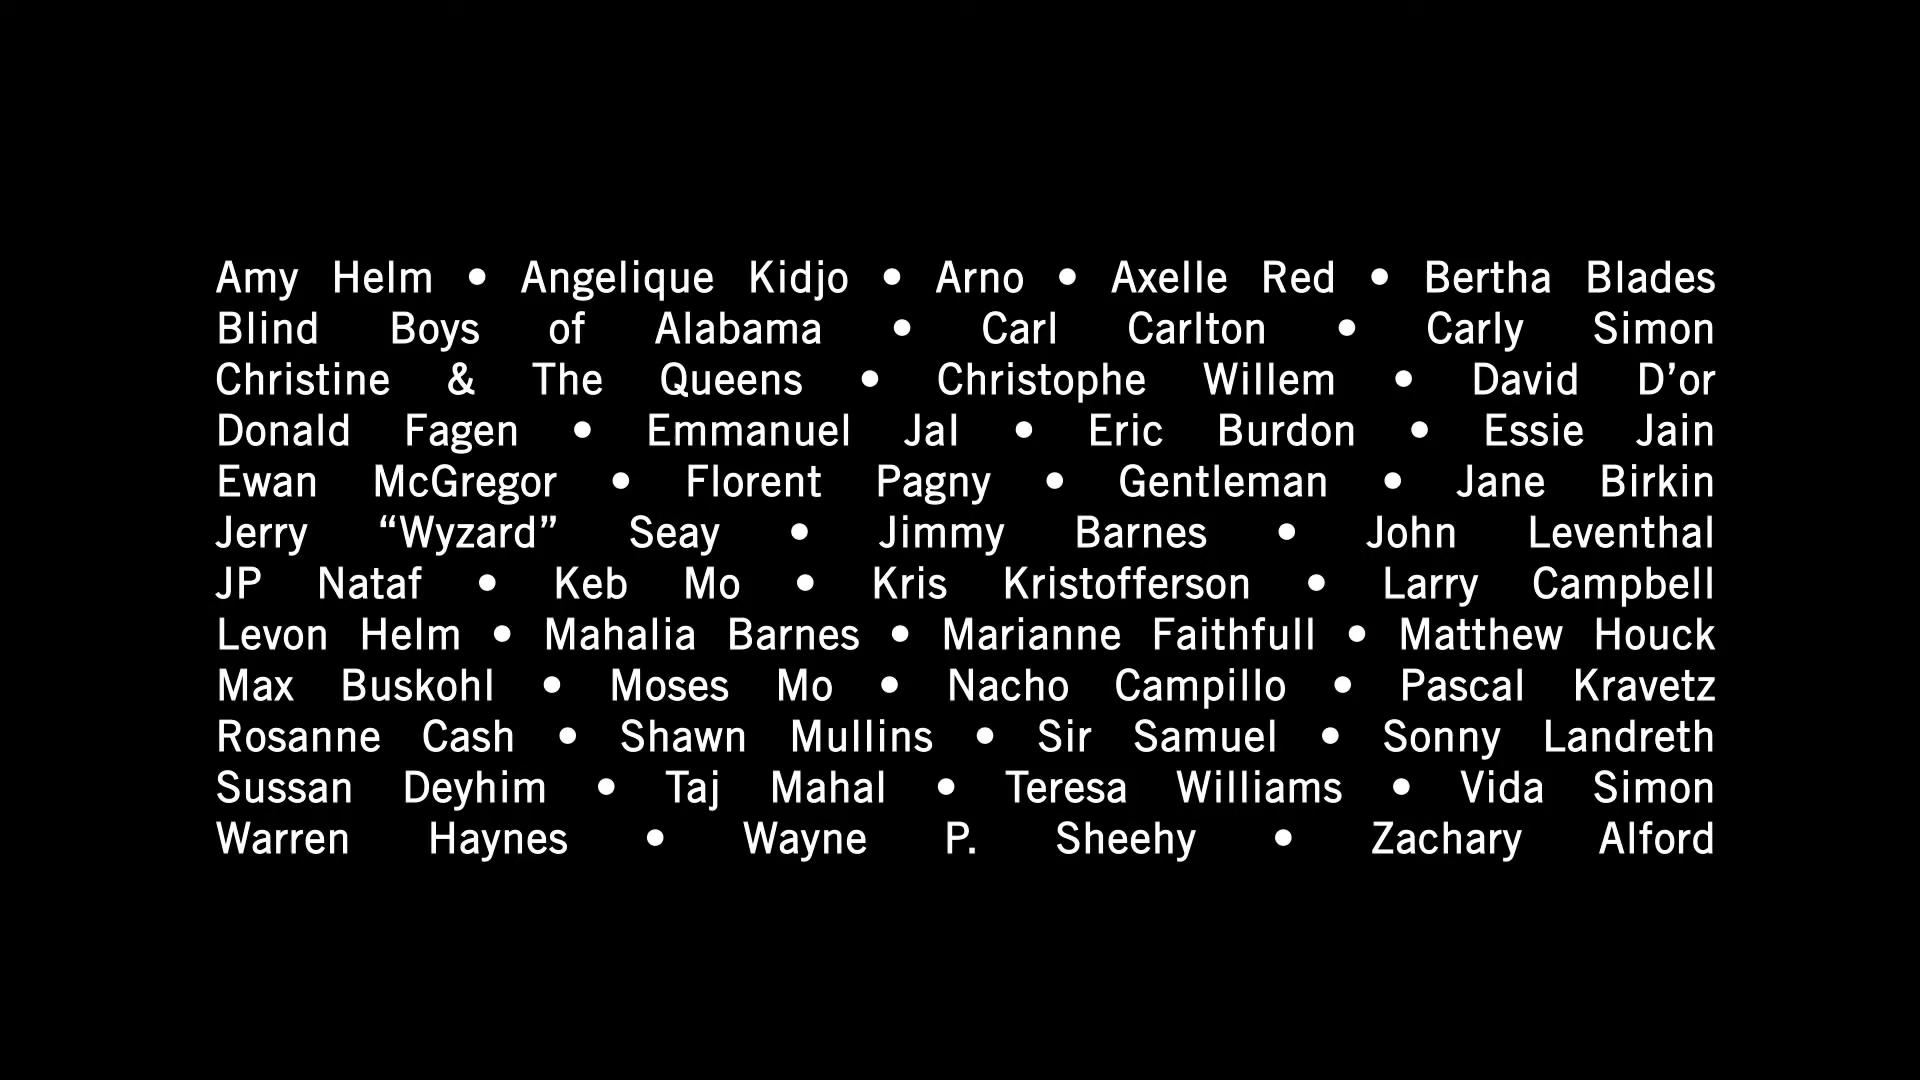 Amy Helm • Angelique Kidjo • Arno • Axelle Red • Bertha Blades
Blind Boys of Alabama • Carl Carlton • Carly Simon
Christine & The Queens • Christophe Willem • David D’or
Donald Fagen • Emmanuel Jal • Eric Burdon • Essie Jain
Ewan McGregor • Florent Pagny • Gentleman • Jane Birkin
Jerry “Wyzard” Seay • Jimmy Barnes • John Leventhal
JP Nataf • Keb Mo • Kris Kristofferson • Larry Campbell
Levon Helm • Mahalia Barnes • Marianne Faithfull • Matthew Houck
Max Buskohl • Moses Mo • Nacho Campillo • Pascal Kravetz
Rosanne Cash • Shawn Mullins • Sir Samuel • Sonny Landreth
Sussan Deyhim • Taj Mahal • Teresa Williams • Vida Simon
Warren Haynes • Wayne P. Sheehy • Zachary Alford